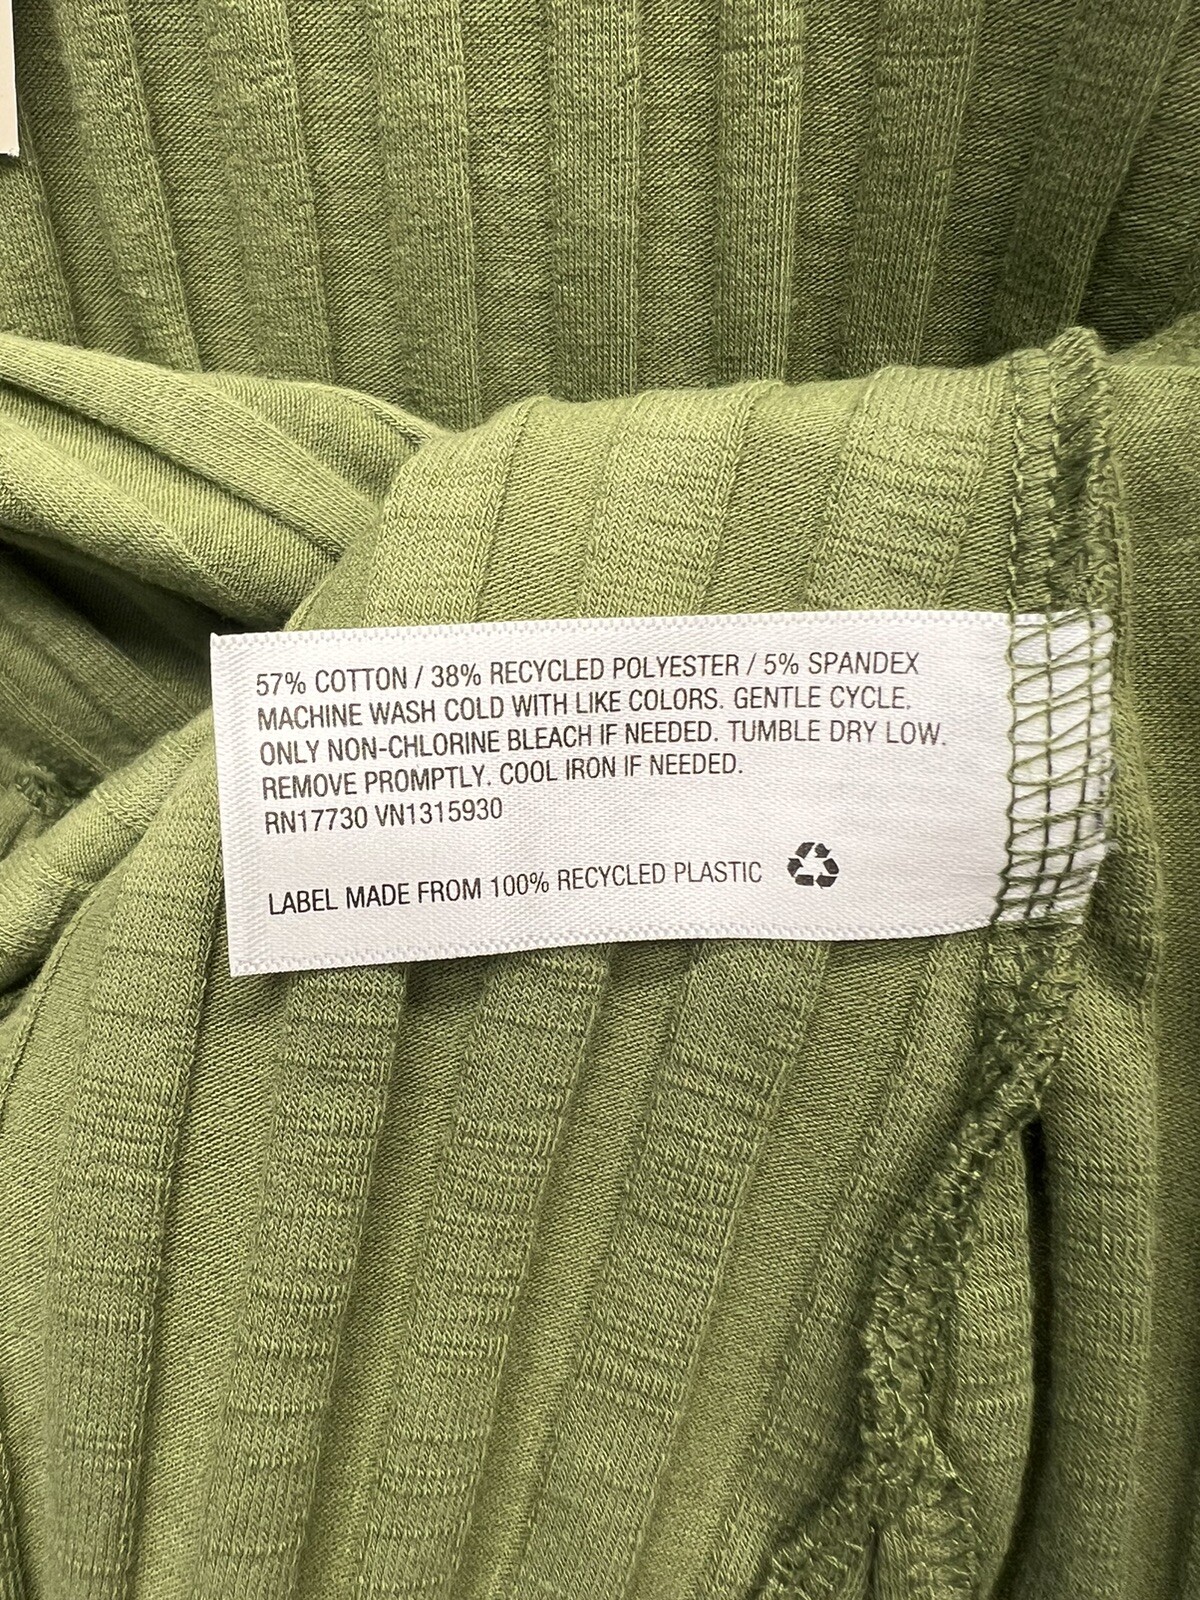 57% COTTON / 38% RECYCLED POLYESTER / 5% SPANDEX
MACHINE WASH COLD WITH LIKE COLORS. GENTLE CYCLE,
ONLY NON-CHLORINE BLEACH IF NEEDED. TUMBLE DRY LOW.
REMOVE PROMPTLY. COOL IRON IF NEEDED.
RN17730 VN1315930
LABEL MADE FROM 100% RECYCLED PLASTIC